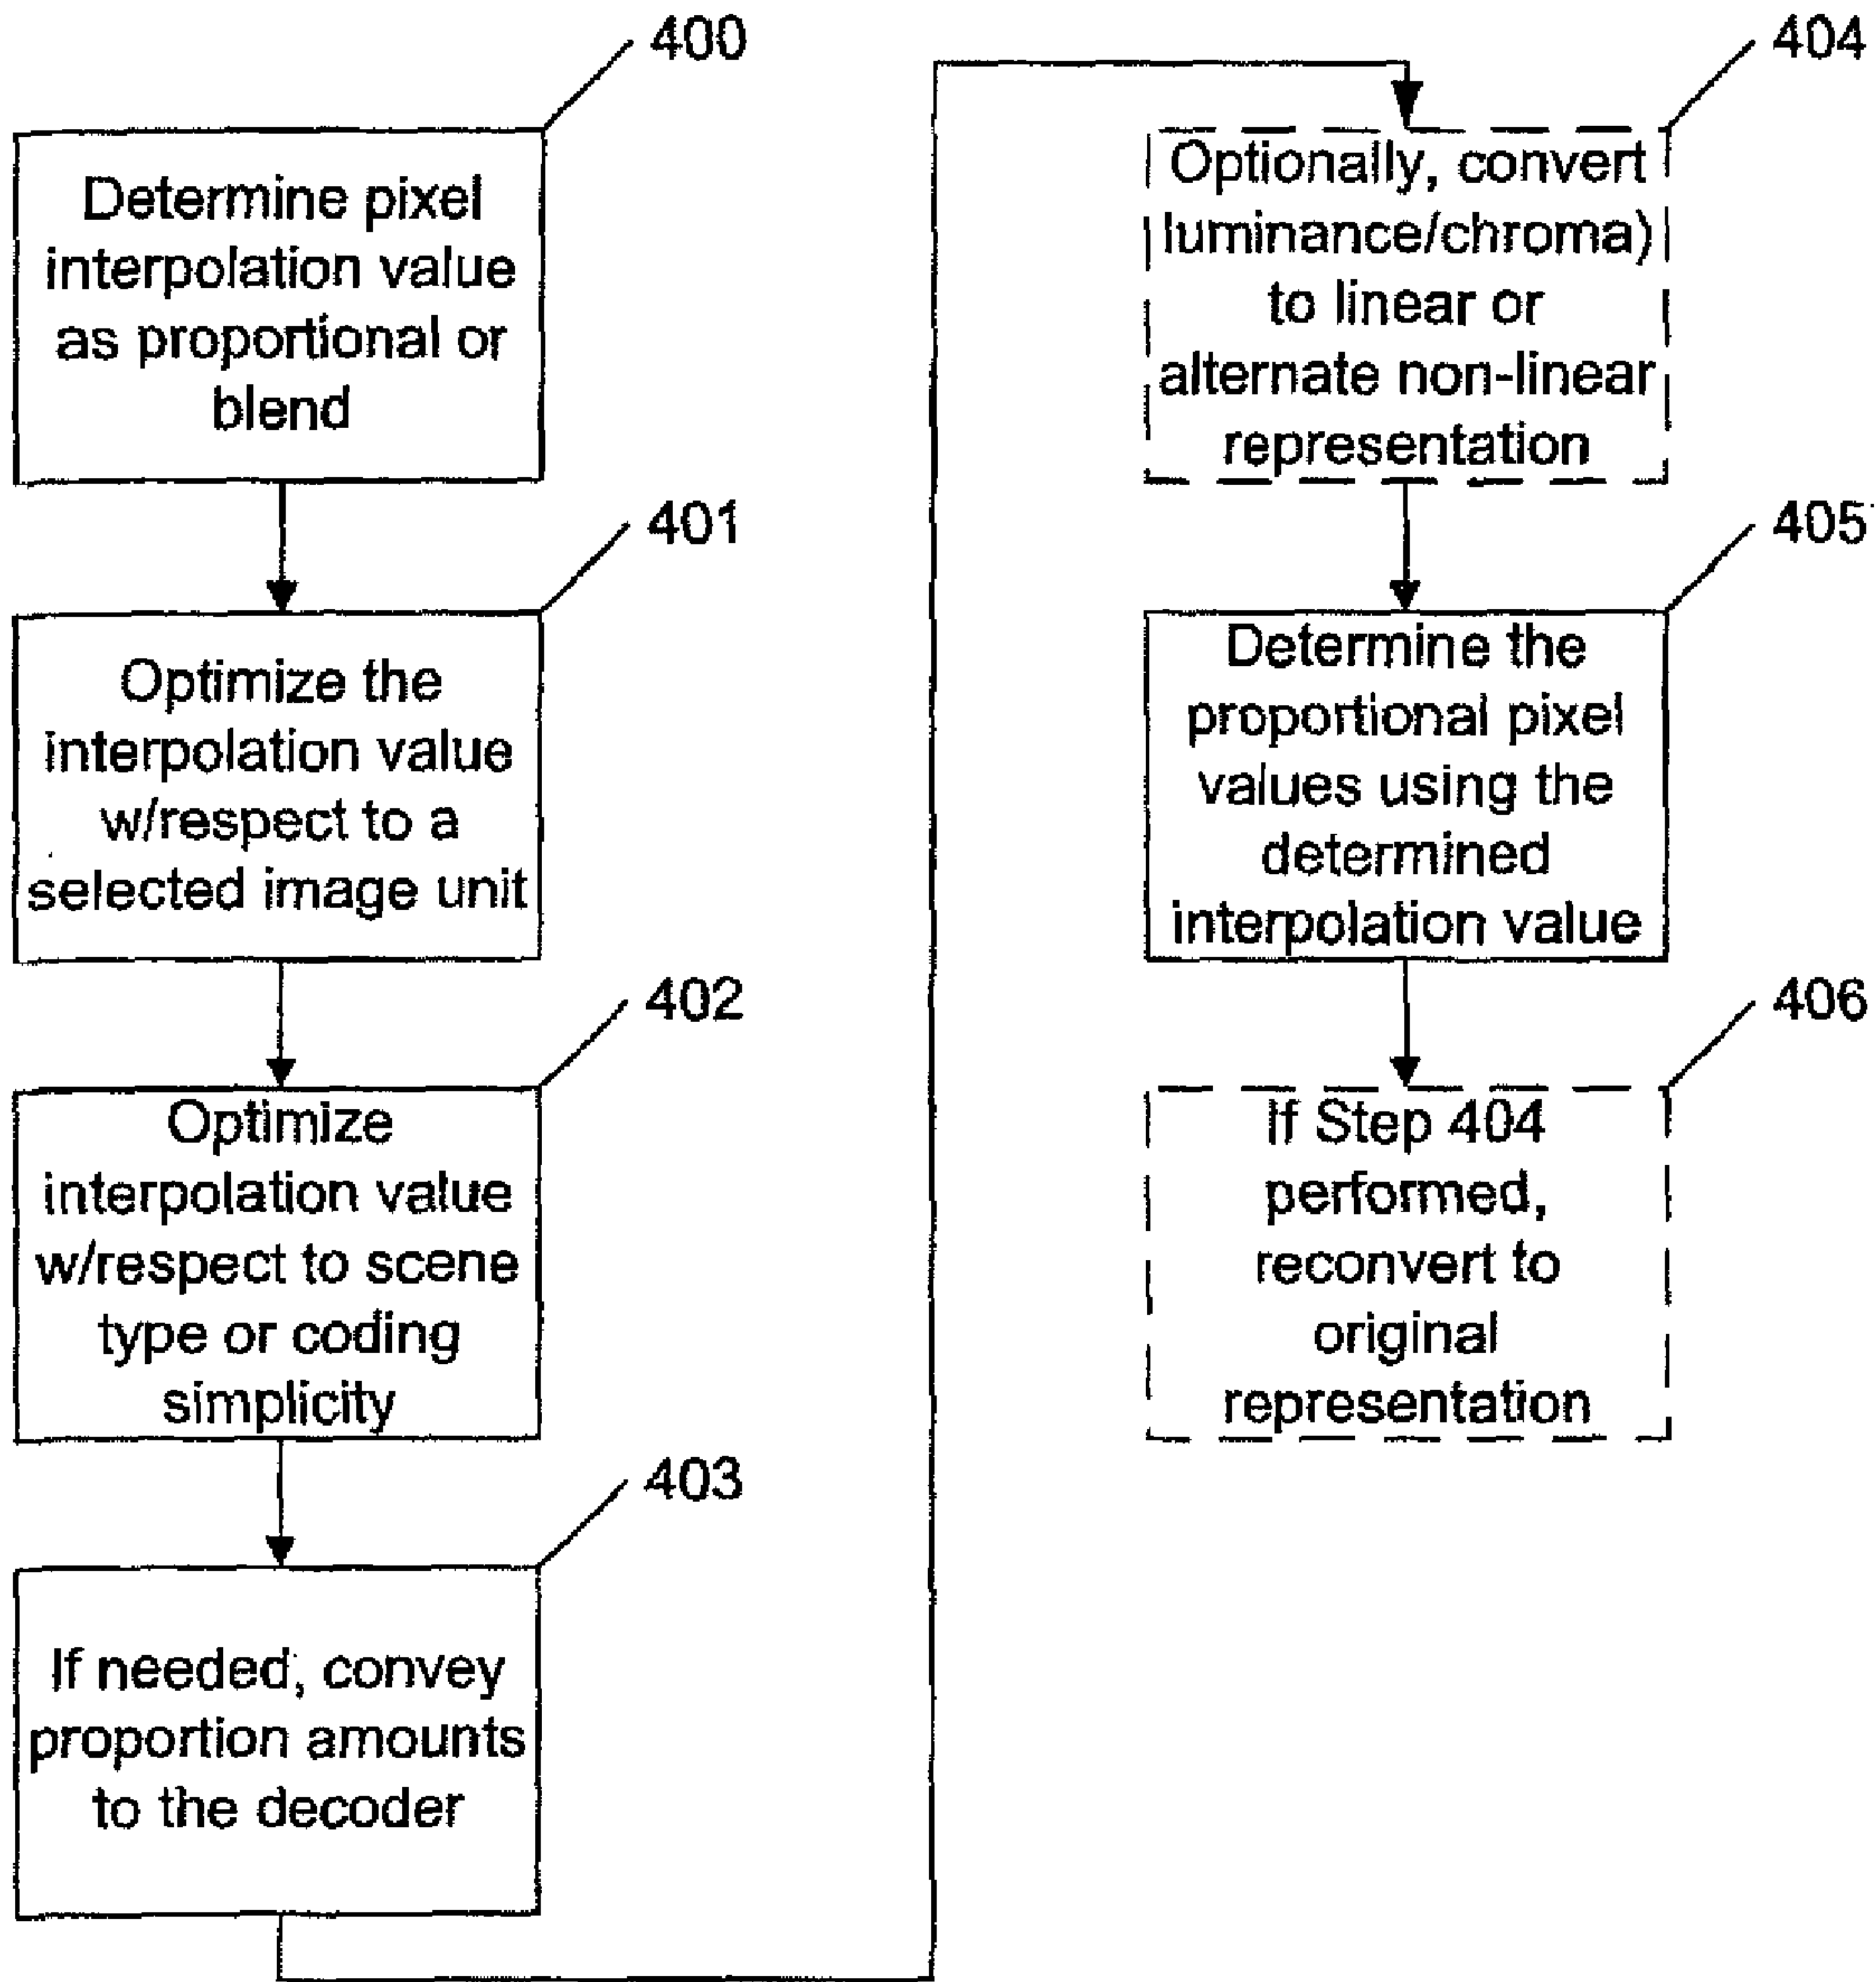 400
Determine pixel
interpolation value
as proportional or
blend
401
Optimize the
interpolation value
w/respect to a
selected image unit
402
Optimize
interpolation value
w/respect to scene
type or coding
simplicity
403
If needed, convey
proportion amounts
to the decoder
404
Optionally, convert
luminance/chroma)
to linear or
alternate non-linear
representation
405
Determine the
proportional pixel
values using the
determined
interpolation value
406
If Step 404
performed,
reconvert to
original
representation